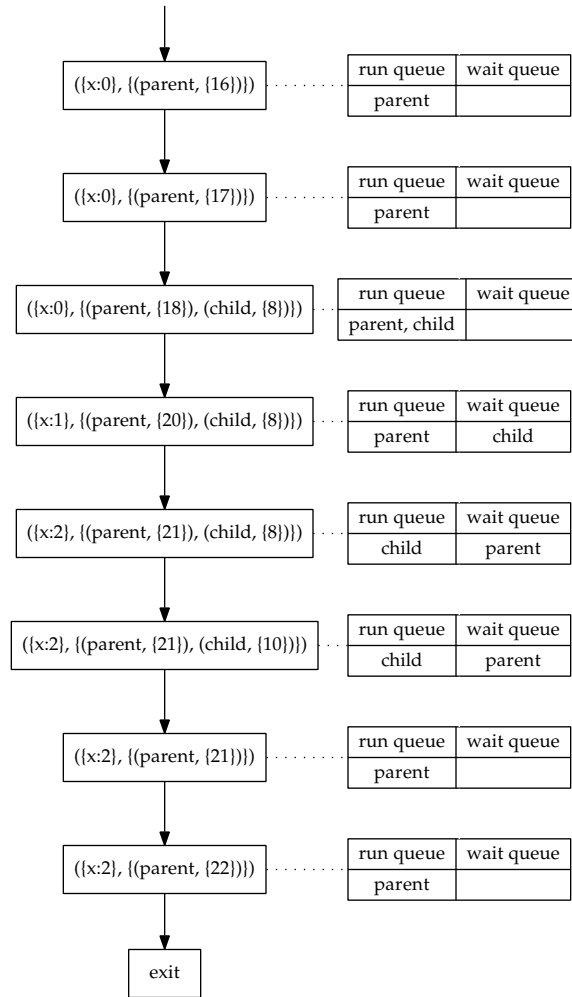 ({x:0}, {(parent, {16})})
run queue wait queue
parent
({x:0}, {(parent, {17})})
run queue wait queue
parent
({x:0}, {(parent, {18}), (child, {8})})
run queue wait queue
parent, child
({x:1}, {(parent, {20}), (child, {8})})
run queue wait queue
parent child
({x:2}, {(parent, {21}), (child, {8})})
run queue wait queue
child parent
({x:2}, {(parent, {21}), (child, {10})})
run queue wait queue
child parent
({x:2}, {(parent, {21})})
run queue wait queue
parent
({x:2}, {(parent, {22})})
run queue wait queue
parent
exit